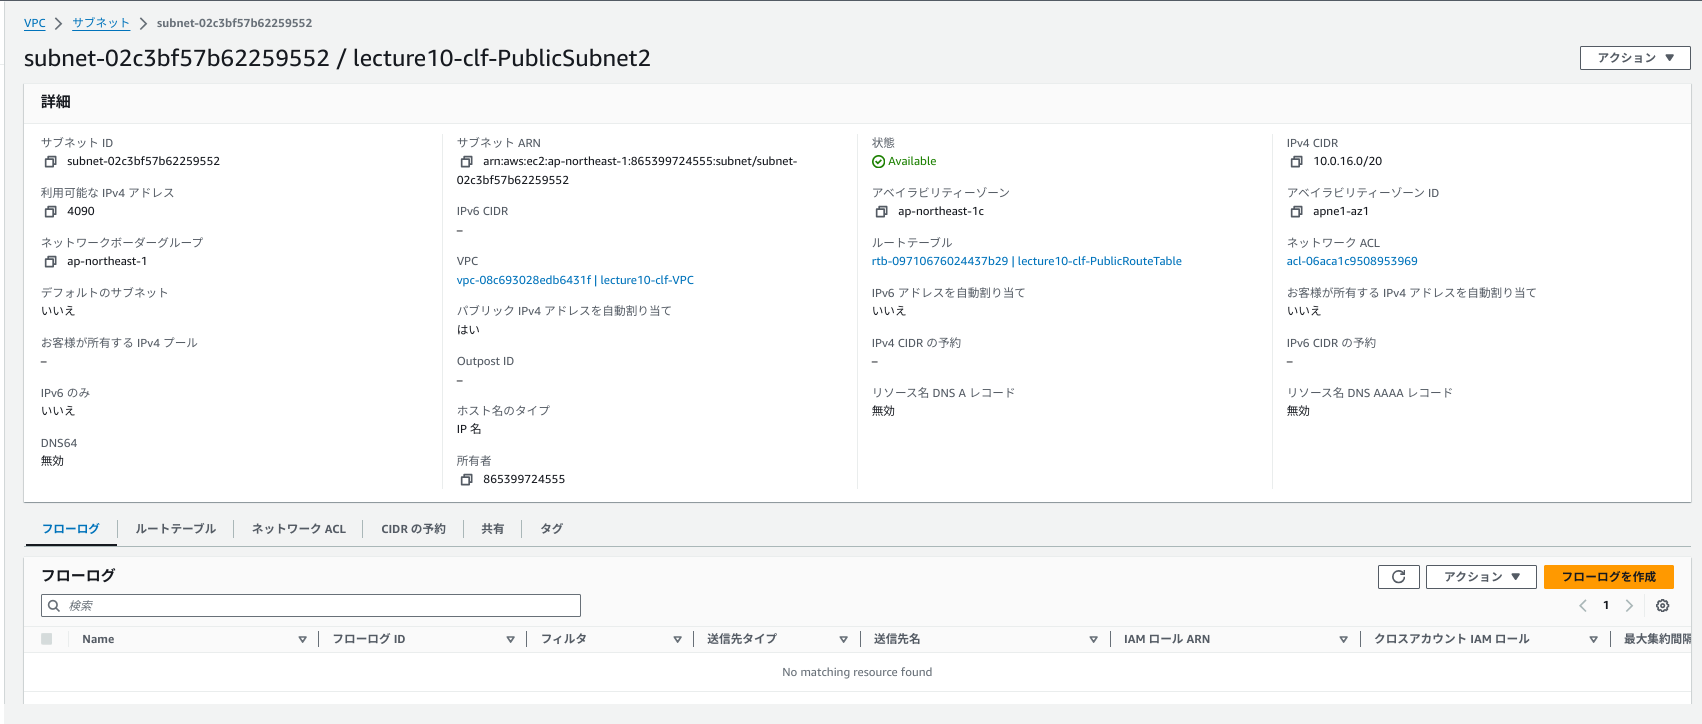 VPC > サブネット > subnet-02c3bf57b62259552
subnet-02c3bf57b62259552 / lecture10-clf-PublicSubnet2
アクション ▼
詳細
サブネット ID
subnet-02c3bf57b62259552
利用可能な IPv4 アドレス
4090
ネットワークボーダーグループ
ap-northeast-1
デフォルトのサブネット
いいえ
お客様が所有する IPv4 プール
–
IPv6 のみ
いいえ
DNS64
無効
サブネット ARN
arn:aws:ec2:ap-northeast-1:865399724555:subnet/subnet-
02c3bf57b62259552
IPv6 CIDR
–
VPC
vpc-08c693028edb6431f | lecture10-clf-VPC
パブリック IPv4 アドレスを自動割り当て
はい
Outpost ID
–
ホスト名のタイプ
IP 名
所有者
865399724555
状態
Available
アベイラビリティーゾーン
ap-northeast-1c
ルートテーブル
rtb-09710676024437b29 | lecture10-clf-PublicRouteTable
IPv6 アドレスを自動割り当て
いいえ
IPv4 CIDR の予約
–
リソース名 DNS A レコード
無効
IPv4 CIDR
10.0.16.0/20
アベイラビリティーゾーン ID
apne1-az1
ネットワーク ACL
acl-06aca1c9508953969
お客様が所有する IPv4 アドレスを自動割り当て
いいえ
IPv6 CIDR の予約
–
リソース名 DNS AAAA レコード
無効
フローログ | ルートテーブル | ネットワーク ACL | CIDR の予約 | 共有 | タグ
フローログ
アクション ▼
フローログを作成
検索
1
Name フローログ ID フィルタ 送信先タイプ 送信先名 IAM ロール ARN クロスアカウント IAM ロール 最大集約間隔
No matching resource found